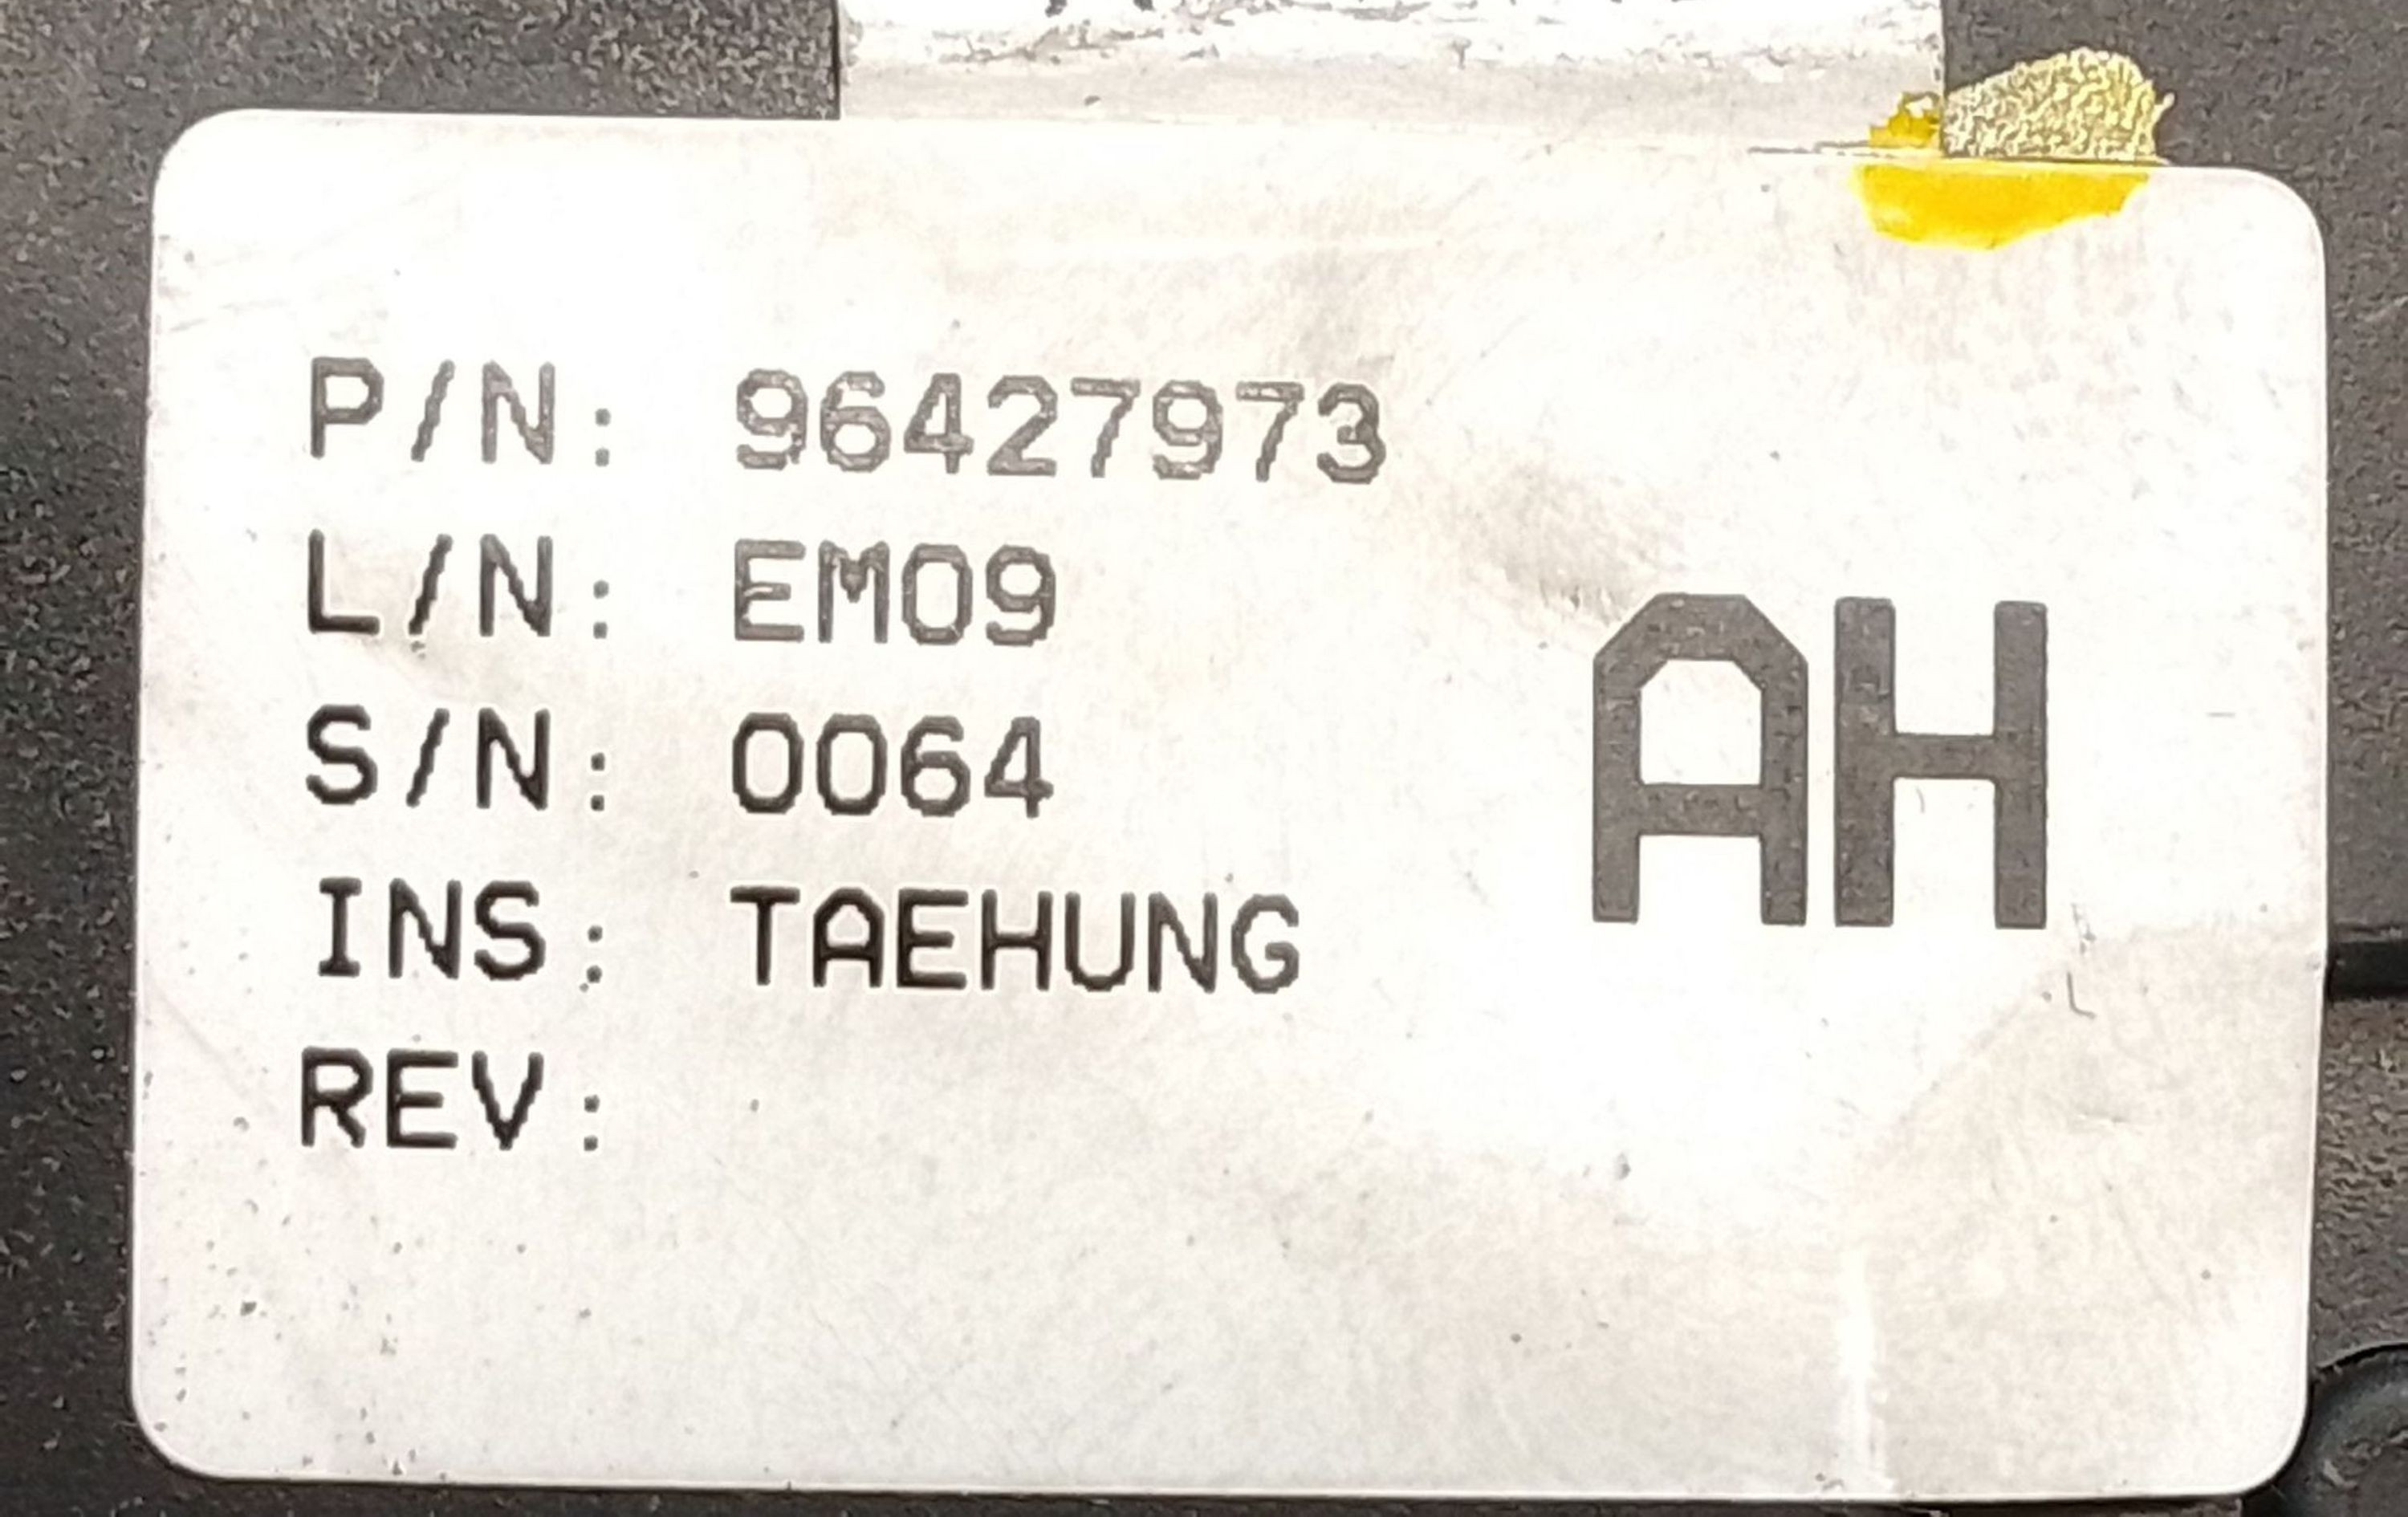 P/N: 96427973
L/N: EM09
S/N: 0064
INS: TAEHUNG
REV:
AH